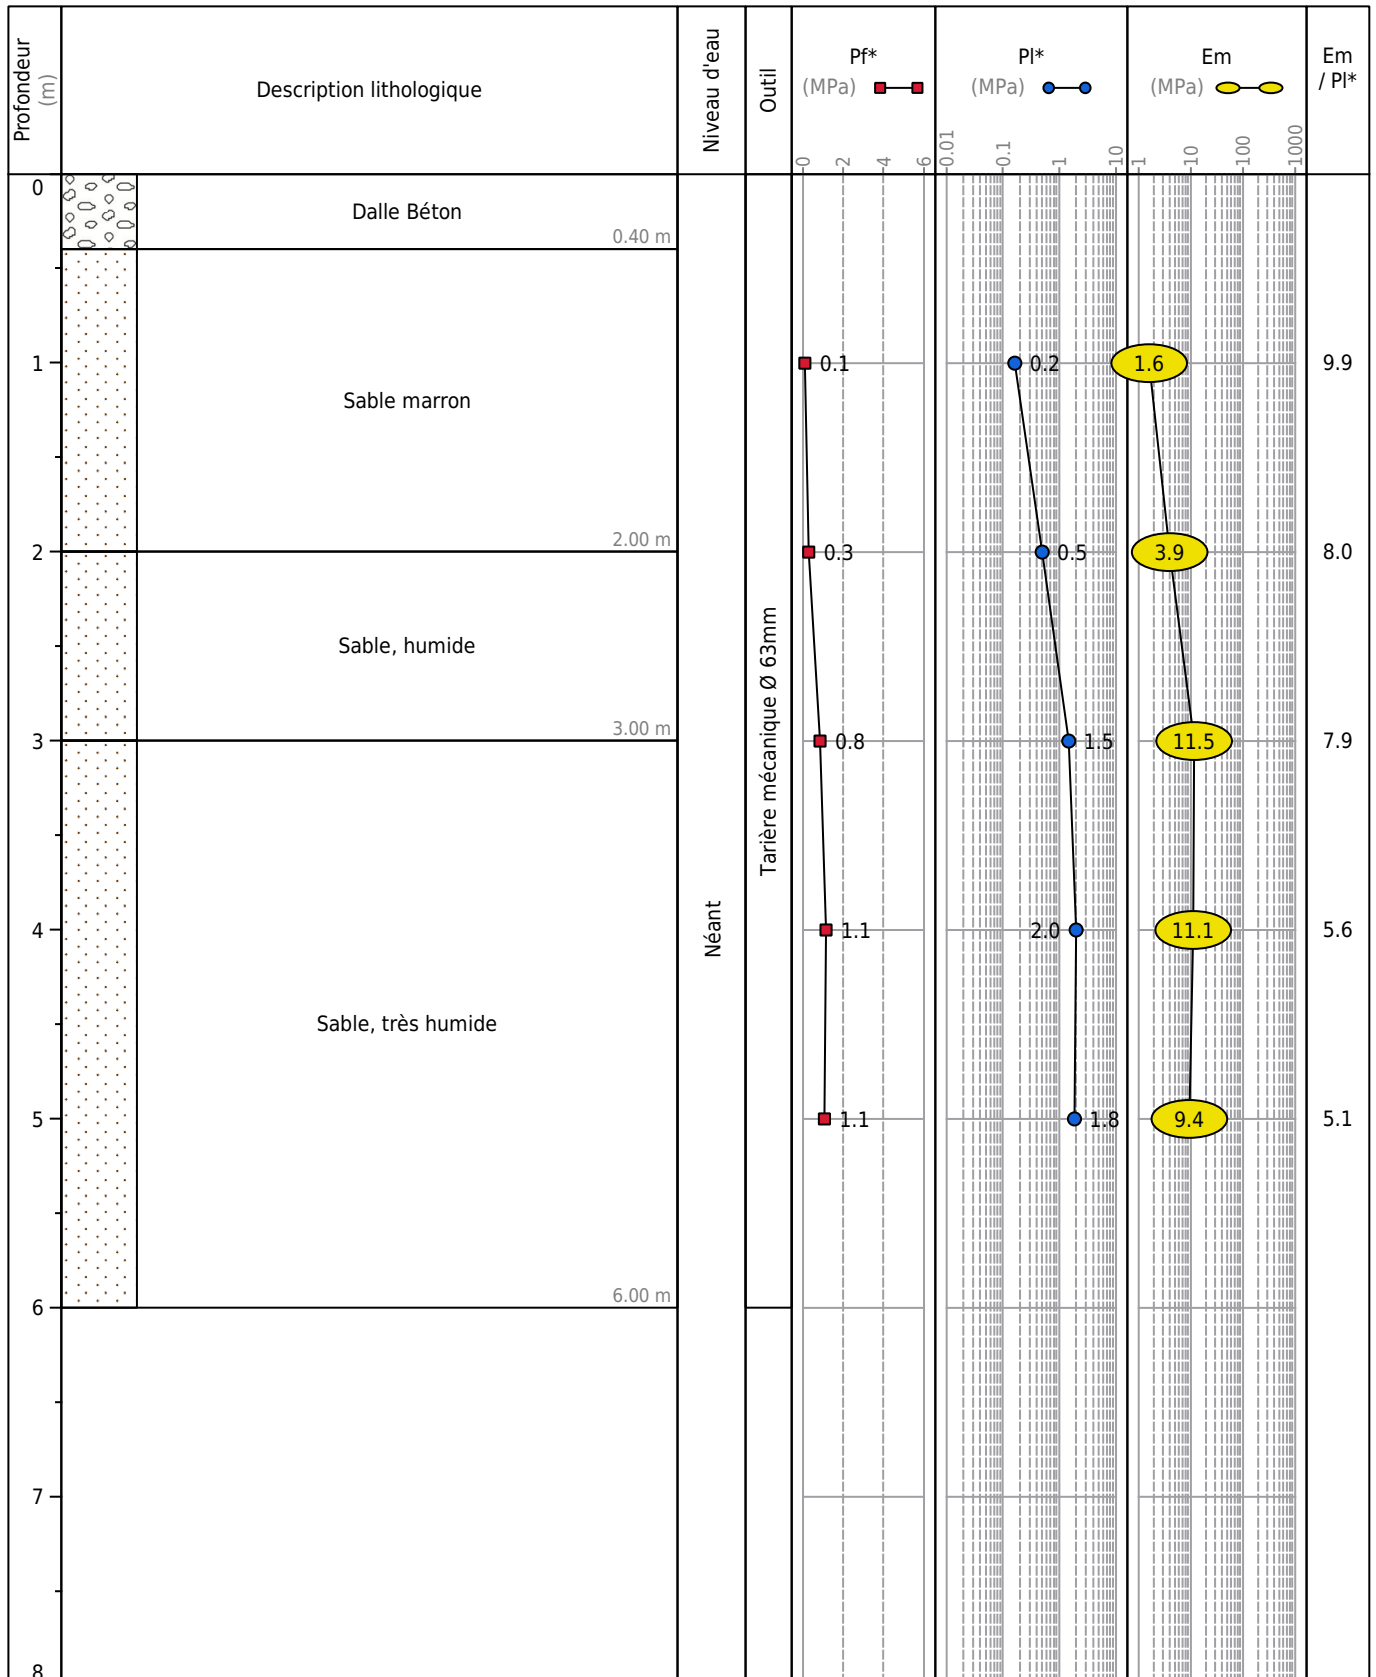 Profondeur
(m)
Description lithologique
Niveau d'eau
Outil
Pf*
(MPa)
0 2 4 6
Pl*
(MPa)
0.01 0.1 1 10
Em
(MPa)
1 10 100 1000
Em
/ Pl*
0
Dalle Béton
0.40 m
1
Sable marron
0.1
0.2
1.6
9.9
2.00 m
2
0.3
0.5
3.9
8.0
Sable, humide
3.00 m
3
0.8
1.5
11.5
7.9
Tarière mécanique Ø 63mm
Néant
4
1.1
2.0
11.1
5.6
Sable, très humide
5
1.1
1.8
9.4
5.1
6.00 m
6
7
8